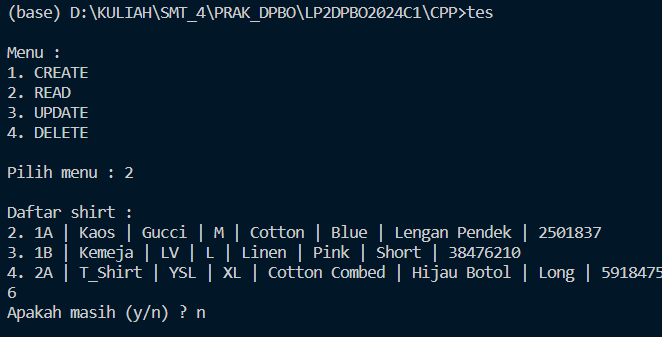 (base) D:\KULIAH\SMT_4\PRAK_DPBO\LP2DPBO2024C1\CPP>tes
Menu :
1. CREATE
2. READ
3. UPDATE
4. DELETE
Pilih menu : 2
Daftar shirt :
2. 1A | Kaos | Gucci | M | Cotton | Blue | Lengan Pendek | 2501837
3. 1B | Kemeja | LV | L | Linen | Pink | Short | 38476210
4. 2A | T_Shirt | YSL | XL | Cotton Combed | Hijau Botol | Long | 5918475
6
Apakah masih (y/n) ? n